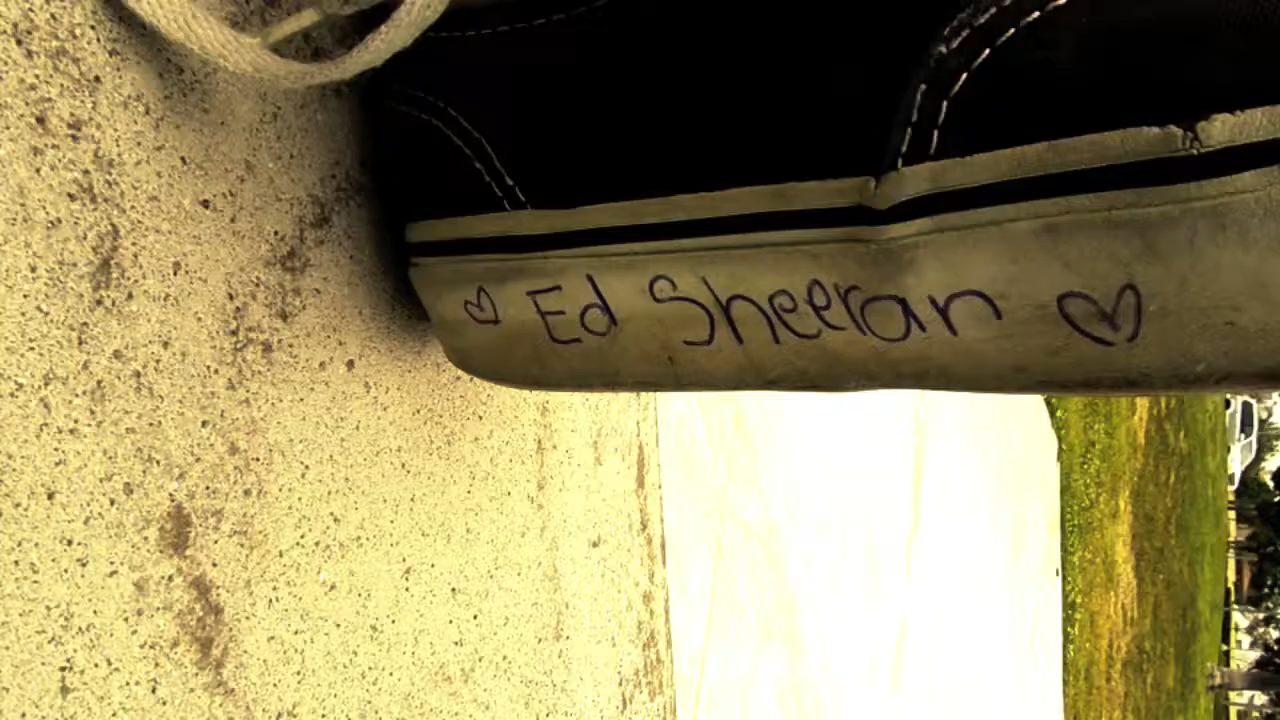 ♡ Ed Sheeran ♡